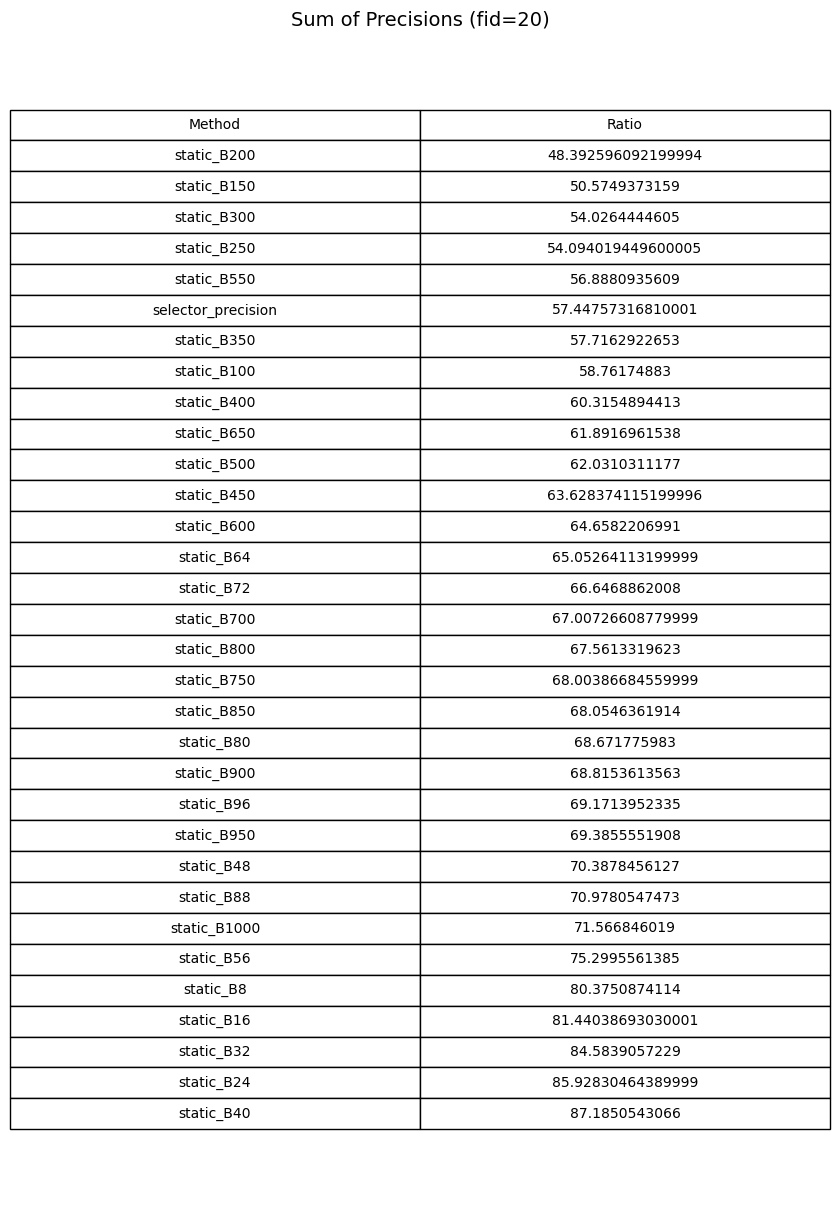 Sum of Precisions (fid=20)
Method Ratio
static_B200 48.392596092199994
static_B150 50.5749373159
static_B300 54.0264444605
static_B250 54.094019449600005
static_B550 56.8880935609
selector_precision 57.44757316810001
static_B350 57.7162922653
static_B100 58.76174883
static_B400 60.3154894413
static_B650 61.8916961538
static_B500 62.0310311177
static_B450 63.628374115199996
static_B600 64.6582206991
static_B64 65.05264113199999
static_B72 66.6468862008
static_B700 67.00726608779999
static_B800 67.5613319623
static_B750 68.00386684559999
static_B850 68.0546361914
static_B80 68.671775983
static_B900 68.8153613563
static_B96 69.1713952335
static_B950 69.3855551908
static_B48 70.3878456127
static_B88 70.9780547473
static_B1000 71.566846019
static_B56 75.2995561385
static_B8 80.3750874114
static_B16 81.44038693030001
static_B32 84.5839057229
static_B24 85.92830464389999
static_B40 87.1850543066